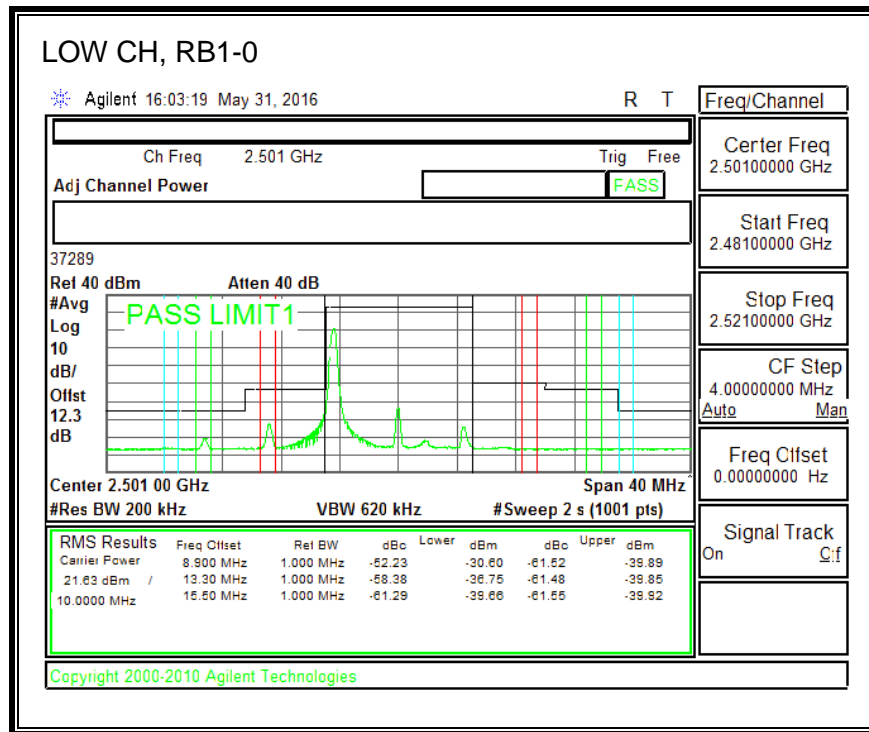 LOW CH, RB1-0
Agilent 16:03:19 May 31, 2016 R T
Freq/Channel
Ch Freq 2.501 GHz Trig Free
Adj Channel Power PASS
Center Freq
2.50100000 GHz
Start Freq
2.48100000 GHz
Stop Freq
2.52100000 GHz
CF Step
4.00000000 MHz
Auto Man
Freq Offset
0.00000000 Hz
Signal Track
On Off
37289
Ref 40 dBm Atten 40 dB
#Avg
Log
10
dB/
Offst
12.3
dB
PASS LIMIT1
Center 2.501 00 GHz Span 40 MHz
#Res BW 200 kHz VBW 620 kHz #Sweep 2 s (1001 pts)
RMS Results Freq Offset Ref BW dBc Lower dBm dBc Upper dBm
Carrier Power 8.900 MHz 1.000 MHz -52.23 -30.60 -61.52 -39.89
21.63 dBm / 13.30 MHz 1.000 MHz -58.38 -36.75 -61.48 -39.85
10.0000 MHz 15.50 MHz 1.000 MHz -61.29 -39.66 -61.55 -39.92
Copyright 2000-2010 Agilent Technologies